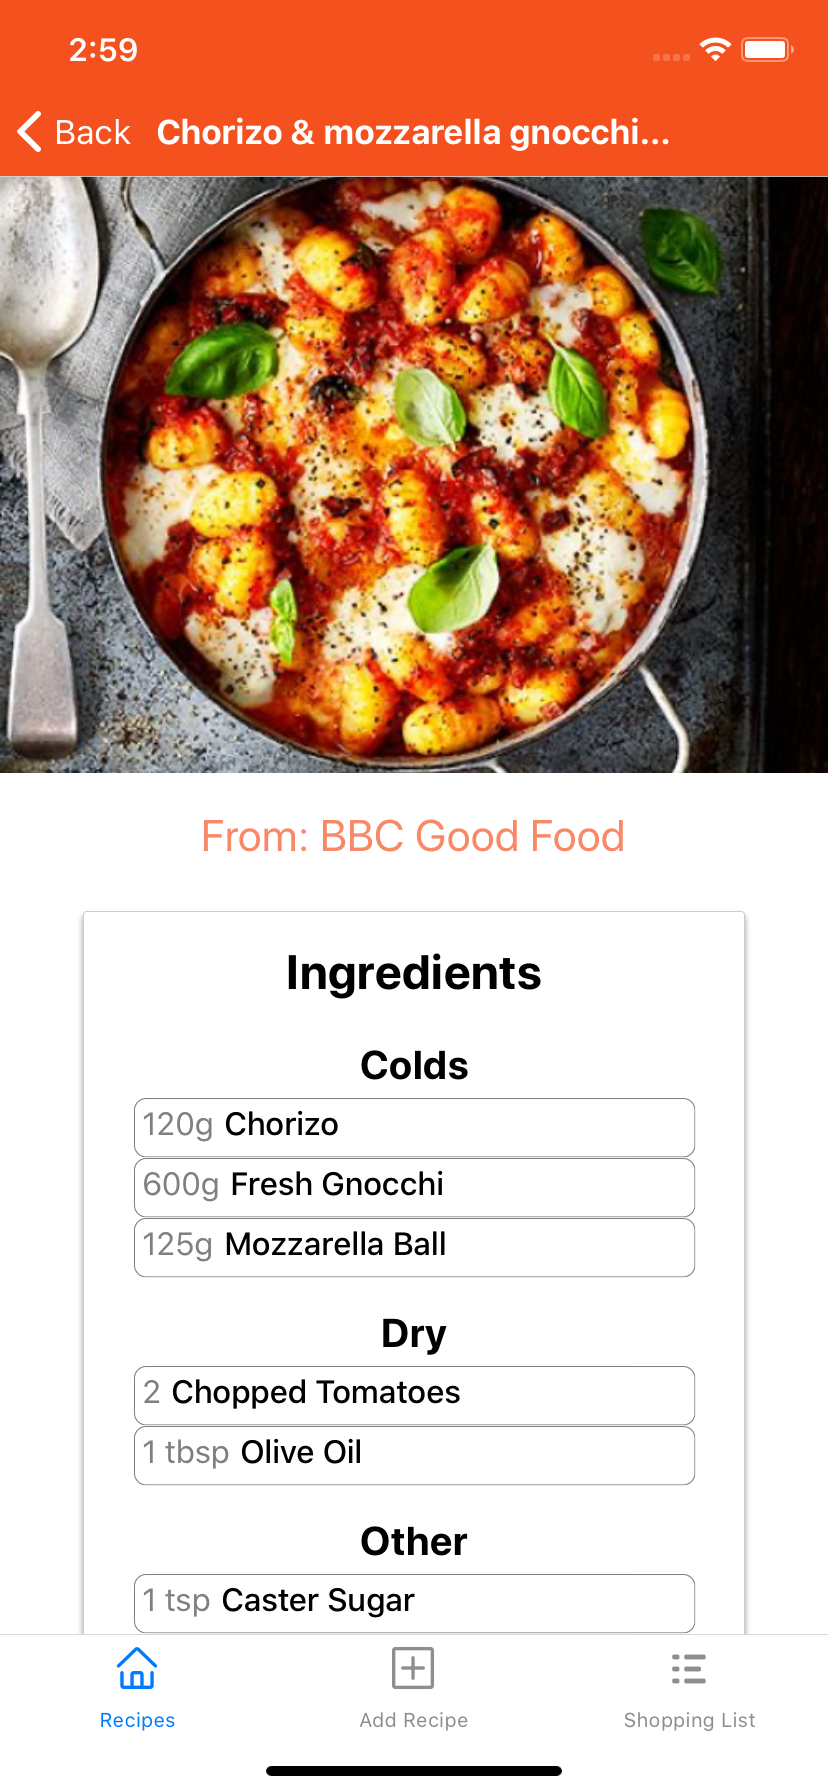 2:59
Back Chorizo & mozzarella gnocchi...
From: BBC Good Food
Ingredients
Colds
120g Chorizo
600g Fresh Gnocchi
125g Mozzarella Ball
Dry
2 Chopped Tomatoes
1 tbsp Olive Oil
Other
1 tsp Caster Sugar
Recipes Add Recipe Shopping List